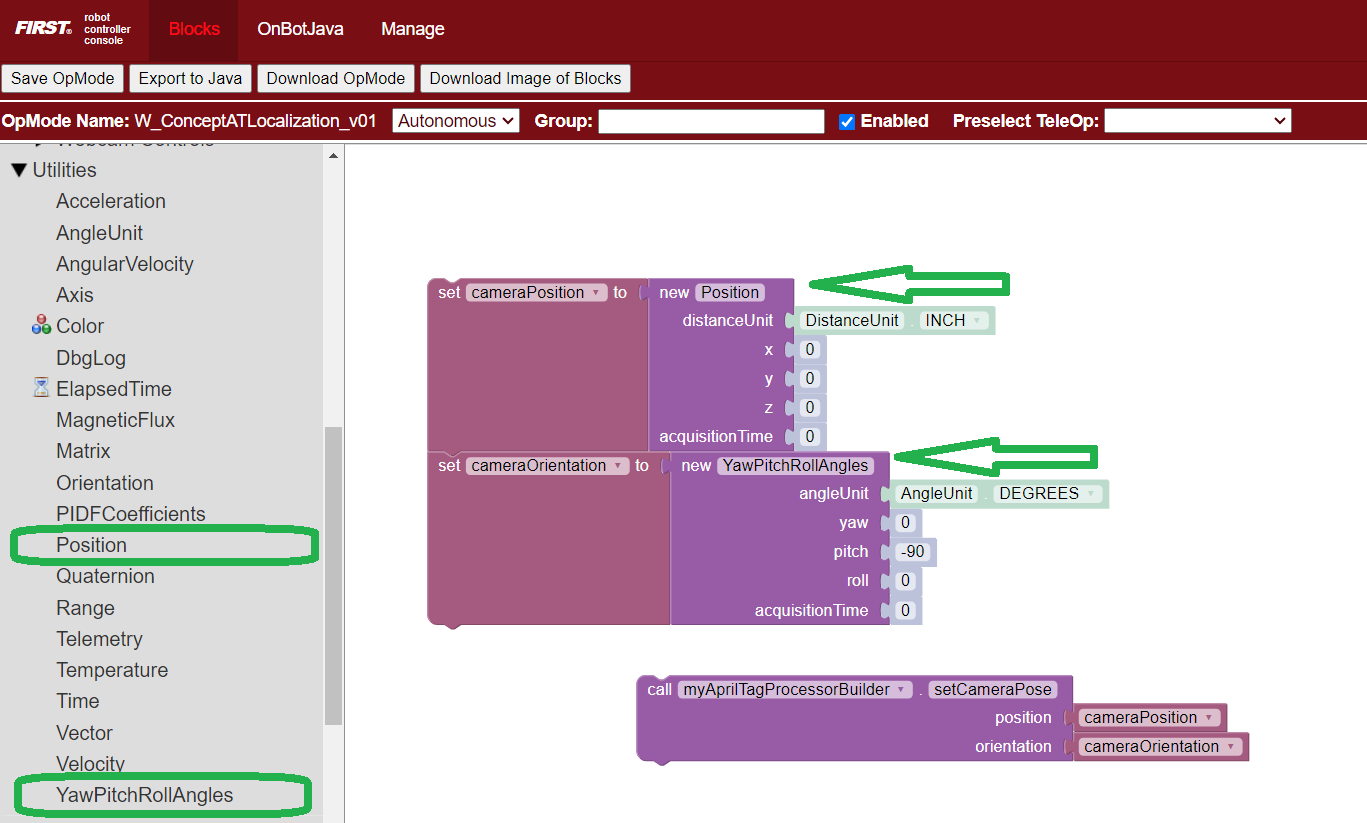 FIRST® robot controller console Blocks OnBotJava Manage
Save OpMode Export to Java Download OpMode Download Image of Blocks
OpMode Name: W_ConceptATLocalization_v01 Autonomous Group: Enabled Preselect TeleOp:
Utilities
Acceleration
AngleUnit
AngularVelocity
Axis
Color
DbgLog
ElapsedTime
MagneticFlux
Matrix
Orientation
PIDFCoefficients
Position
Quaternion
Range
Telemetry
Temperature
Time
Vector
Velocity
YawPitchRollAngles
set cameraPosition to new Position
distanceUnit DistanceUnit . INCH
x 0
y 0
z 0
acquisitionTime 0
set cameraOrientation to new YawPitchRollAngles
angleUnit AngleUnit . DEGREES
yaw 0
pitch -90
roll 0
acquisitionTime 0
call myAprilTagProcessorBuilder . setCameraPose
position cameraPosition
orientation cameraOrientation